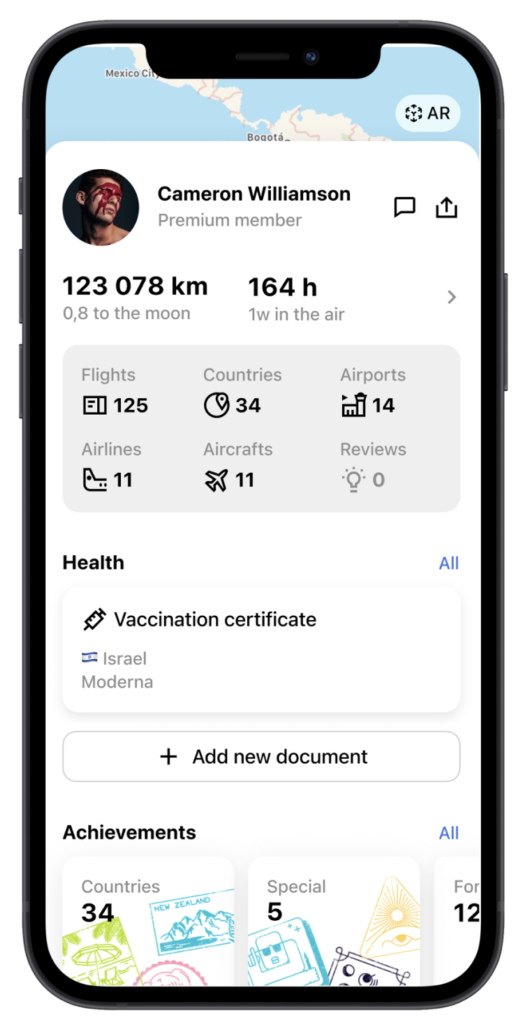 Mexico City
Bogotá
AR
Cameron Williamson
Premium member
123 078 km
164 h
0,8 to the moon
1w in the air
Flights
Countries
Airports
125
34
14
Airlines
Aircrafts
Reviews
11
11
0
Health
All
Vaccination certificate
Israel
Moderna
+ Add new document
Achievements
All
Countries
Special
For
34
5
12
NEW ZEALAND